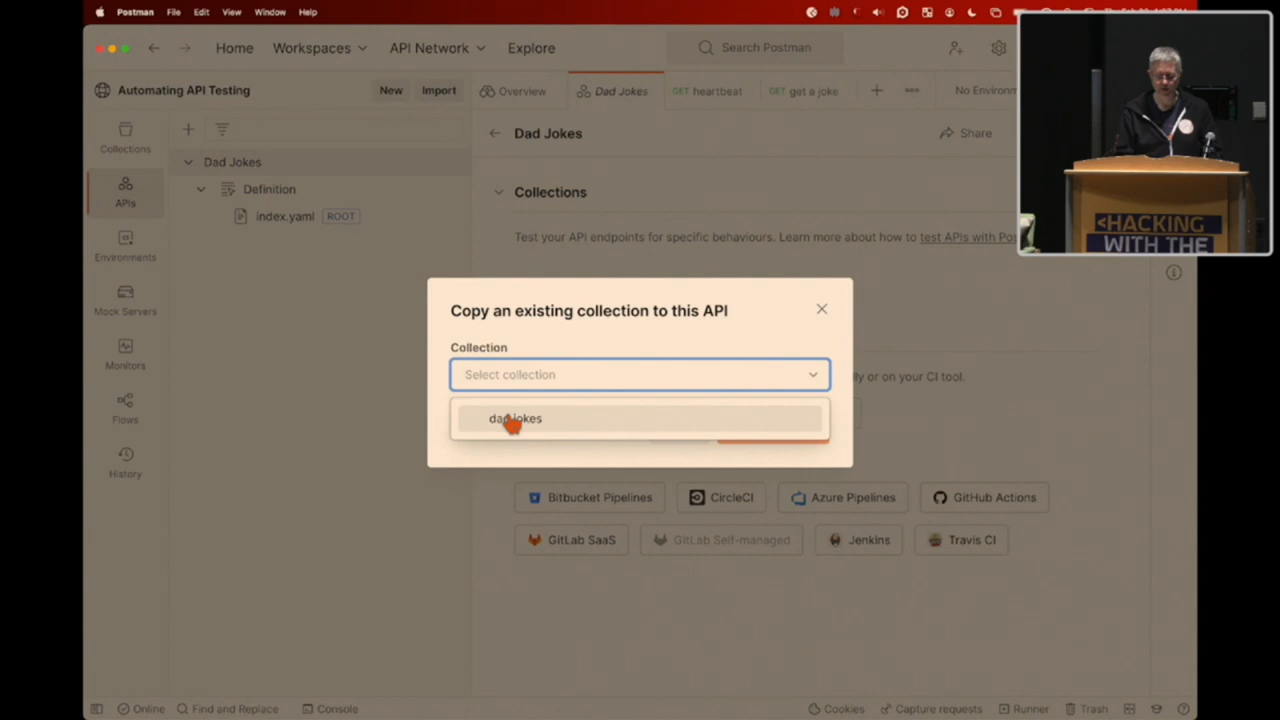 Postman File Edit View Window Help
Home Workspaces API Network Explore Search Postman
Automating API Testing New Import Overview Dad Jokes GET heartbeat GET get a joke No Environm
Collections
APIs
Environments
Mock Servers
Monitors
Flows
History
Dad Jokes
Definition
index.yaml ROOT
Dad Jokes Share
Collections
Test your API endpoints for specific behaviours. Learn more about how to test APIs with Pos
Copy an existing collection to this API
Collection
Select collection
lly or on your CI tool.
dad jokes
Bitbucket Pipelines CircleCI Azure Pipelines GitHub Actions
GitLab SaaS GitLab Self-managed Jenkins Travis CI
Online Find and Replace Console Cookies Capture requests Runner Trash
<HACKING
WITH THE